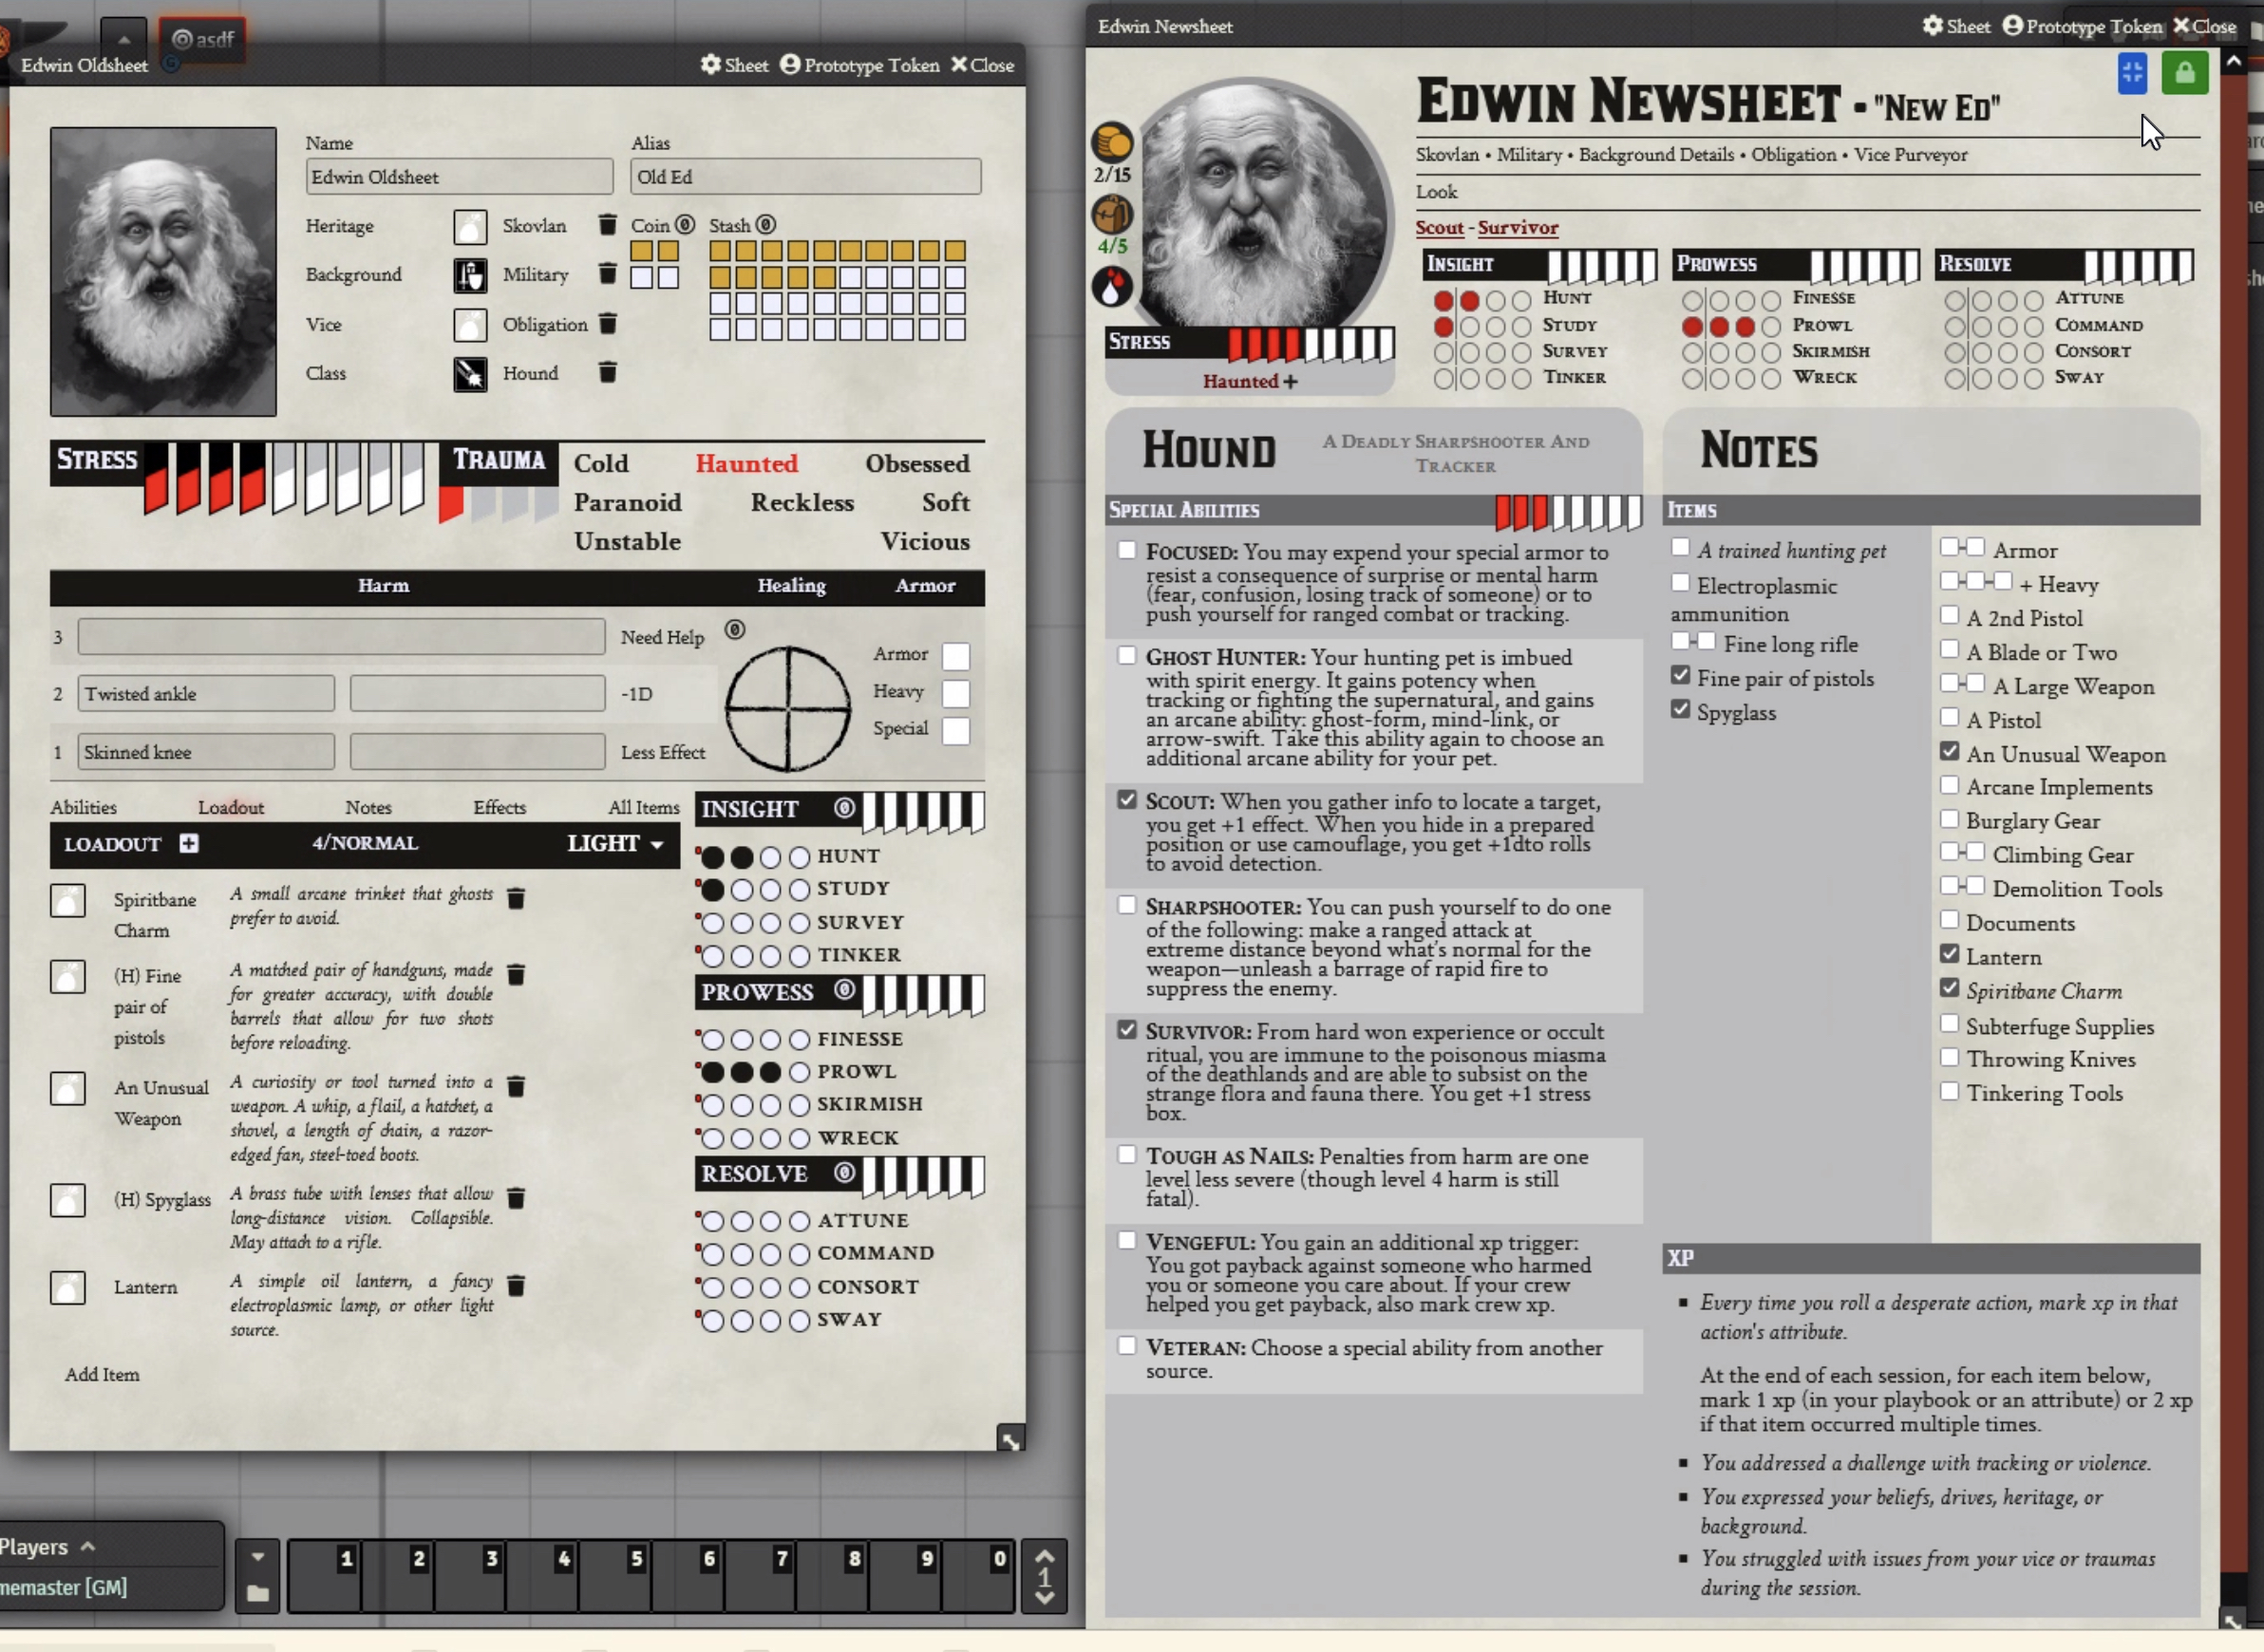 asdf
Edwin Oldsheet
Sheet Prototype Token Close
Name
Alias
Edwin Oldsheet
Old Ed
Heritage Skovlan
Background Military
Vice Obligation
Class Hound
Coin 0 Stash 0
STRESS
TRAUMA
Cold Haunted Obsessed
Paranoid Reckless Soft
Unstable Vicious
Harm Healing Armor
3 Need Help 0
2 Twisted ankle -1D
1 Skinned knee Less Effect
Armor
Heavy
Special
Abilities Loadout Notes Effects All Items
LOADOUT 4/NORMAL LIGHT
Spiritbane
Charm
A small arcane trinket that ghosts
prefer to avoid.
(H) Fine
pair of
pistols
A matched pair of handguns, made
for greater accuracy, with double
barrels that allow for two shots
before reloading.
An Unusual
Weapon
A curiosity or tool turned into a
weapon. A whip, a flail, a hatchet, a
shovel, a length of chain, a razor-
edged fan, steel-toed boots.
(H) Spyglass
A brass tube with lenses that allow
long-distance vision. Collapsible.
May attach to a rifle.
Lantern
A simple oil lantern, a fancy
electroplasmic lamp, or other light
source.
Add Item
INSIGHT 0
HUNT
STUDY
SURVEY
TINKER
PROWESS 0
FINESSE
PROWL
SKIRMISH
WRECK
RESOLVE 0
ATTUNE
COMMAND
CONSORT
SWAY
Players
memaster [GM]
1 2 3 4 5 6 7 8 9 0
1
Edwin Newsheet
Sheet Prototype Token Close
EDWIN NEWSHEET - "NEW ED"
Skovlan • Military • Background Details • Obligation • Vice Purveyor
Look
Scout - Survivor
2/15
4/5
STRESS
Haunted +
INSIGHT
HUNT
STUDY
SURVEY
TINKER
PROWESS
FINESSE
PROWL
SKIRMISH
WRECK
RESOLVE
ATTUNE
COMMAND
CONSORT
SWAY
HOUND
A DEADLY SHARPSHOOTER AND
TRACKER
SPECIAL ABILITIES
FOCUSED: You may expend your special armor to
resist a consequence of surprise or mental harm
(fear, confusion, losing track of someone) or to
push yourself for ranged combat or tracking.
GHOST HUNTER: Your hunting pet is imbued
with spirit energy. It gains potency when
tracking or fighting the supernatural, and gains
an arcane ability: ghost-form, mind-link, or
arrow-swift. Take this ability again to choose an
additional arcane ability for your pet.
SCOUT: When you gather info to locate a target,
you get +1 effect. When you hide in a prepared
position or use camouflage, you get +1dto rolls
to avoid detection.
SHARPSHOOTER: You can push yourself to do one
of the following: make a ranged attack at
extreme distance beyond what's normal for the
weapon—unleash a barrage of rapid fire to
suppress the enemy.
SURVIVOR: From hard won experience or occult
ritual, you are immune to the poisonous miasma
of the deathlands and are able to subsist on the
strange flora and fauna there. You get +1 stress
box.
TOUGH AS NAILS: Penalties from harm are one
level less severe (though level 4 harm is still
fatal).
VENGEFUL: You gain an additional xp trigger:
You got payback against someone who harmed
you or someone you care about. If your crew
helped you get payback, also mark crew xp.
VETERAN: Choose a special ability from another
source.
NOTES
ITEMS
A trained hunting pet
Electroplasmic
ammunition
Fine long rifle
Fine pair of pistols
Spyglass
Armor
+ Heavy
A 2nd Pistol
A Blade or Two
A Large Weapon
A Pistol
An Unusual Weapon
Arcane Implements
Burglary Gear
Climbing Gear
Demolition Tools
Documents
Lantern
Spiritbane Charm
Subterfuge Supplies
Throwing Knives
Tinkering Tools
XP
Every time you roll a desperate action, mark xp in that
action's attribute.
At the end of each session, for each item below,
mark 1 xp (in your playbook or an attribute) or 2 xp
if that item occurred multiple times.
You addressed a challenge with tracking or violence.
You expressed your beliefs, drives, heritage, or
background.
You struggled with issues from your vice or traumas
during the session.